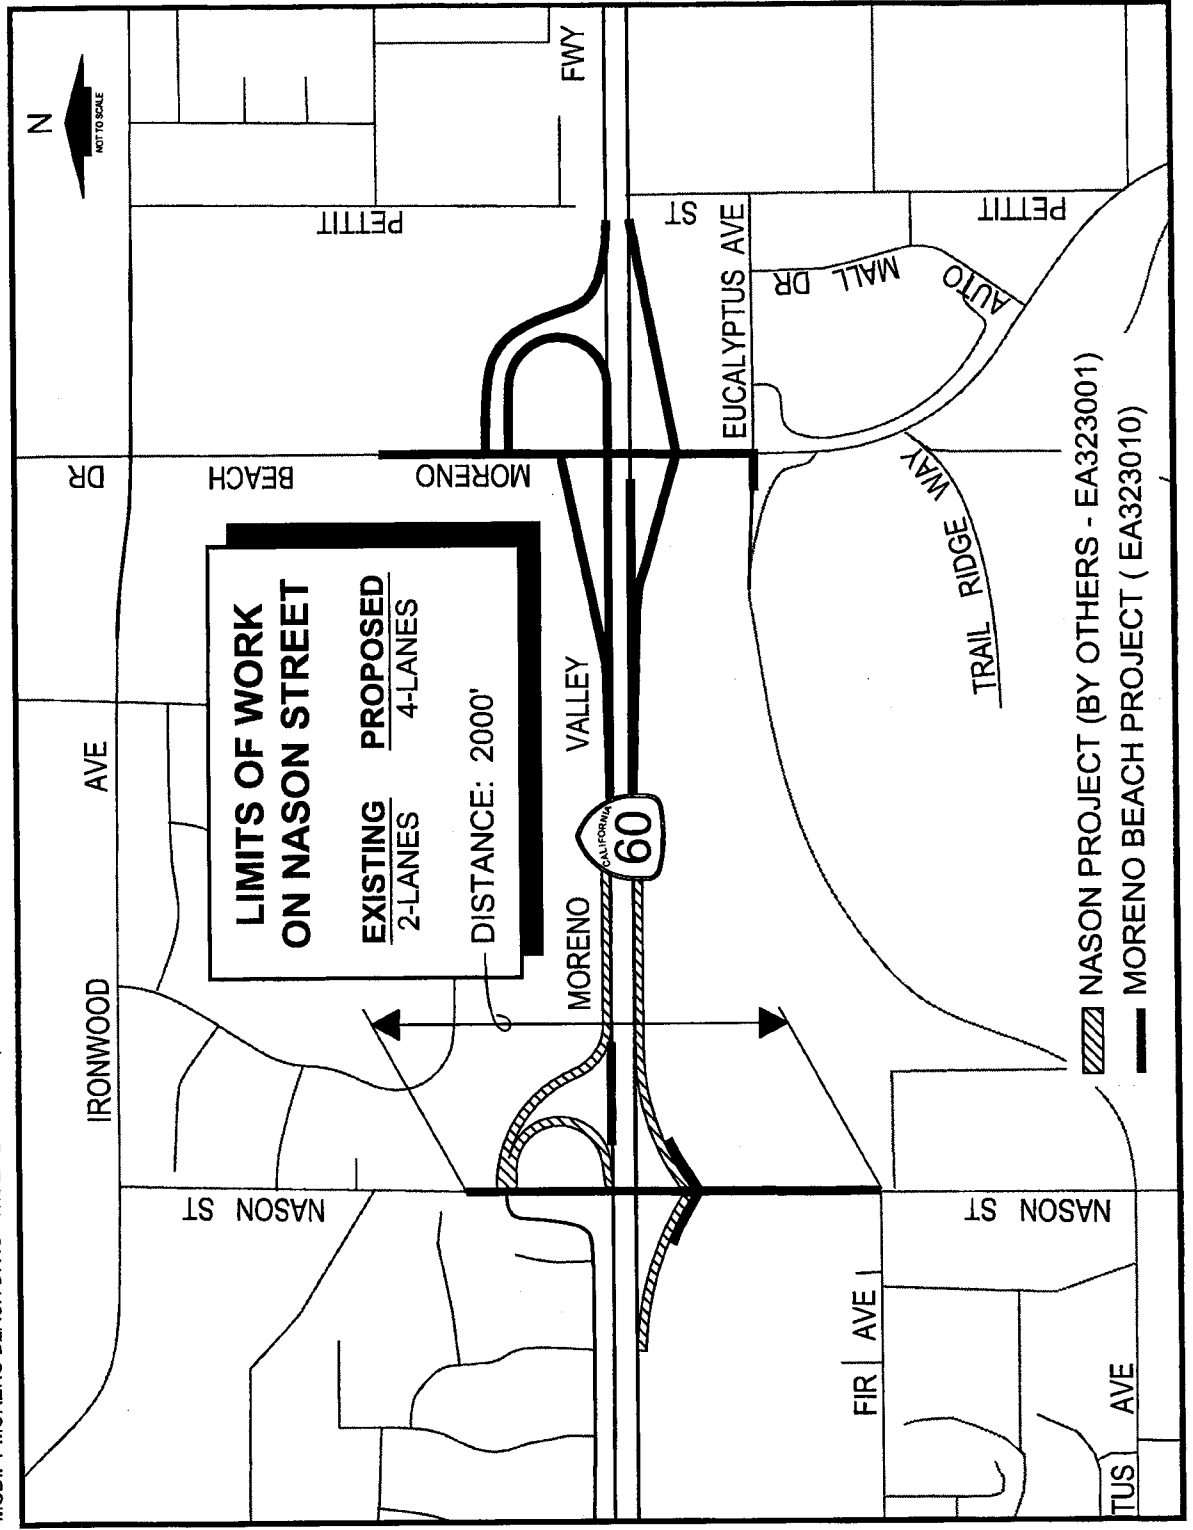 N
NOT TO SCALE
IRONWOOD AVE
MORENO BEACH DR
PETTIT ST
NASON ST
LIMITS OF WORK
ON NASON STREET
EXISTING PROPOSED
2-LANES 4-LANES
DISTANCE: 2000'
MORENO VALLEY FWY
CALIFORNIA
60
EUCALYPTUS AVE
AUTO MALL DR
PETTIT
TRAIL RIDGE WAY
FIR AVE
NASON ST
TUS AVE
NASON PROJECT (BY OTHERS - EA323001)
MORENO BEACH PROJECT ( EA323010)